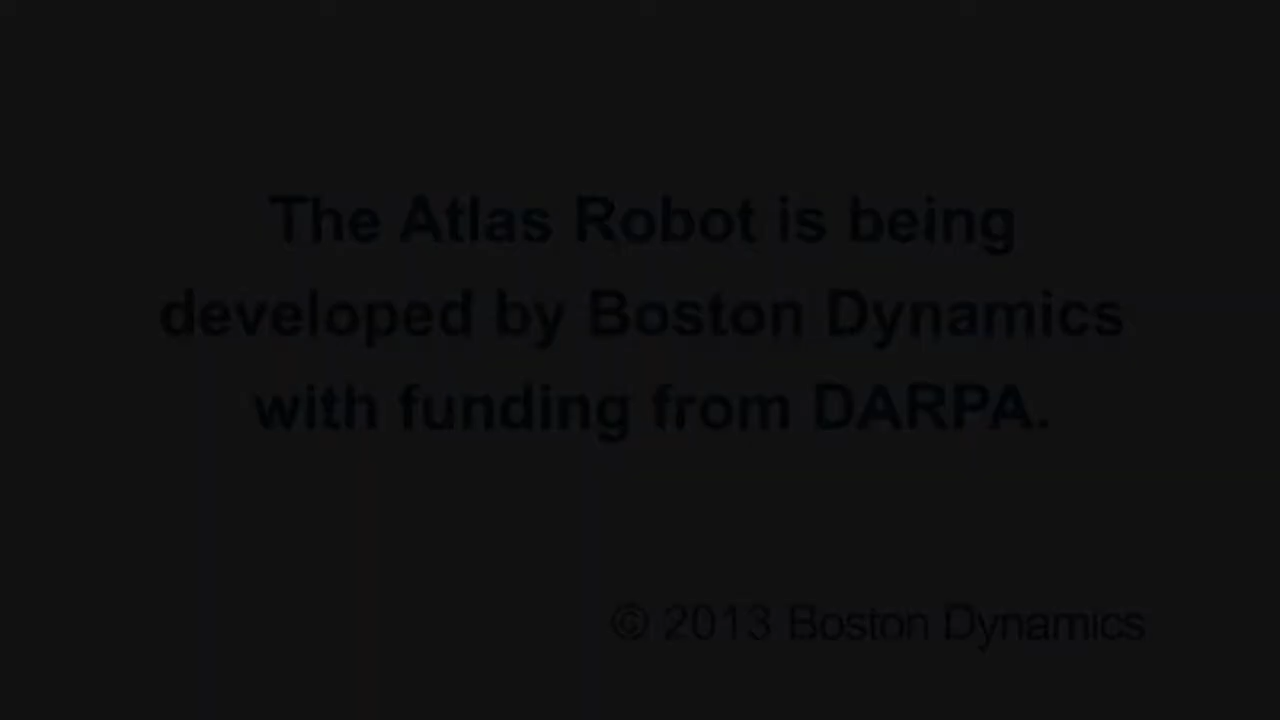 The Atlas Robot is being
developed by Boston Dynamics
with funding from DARPA.
© 2013 Boston Dynamics